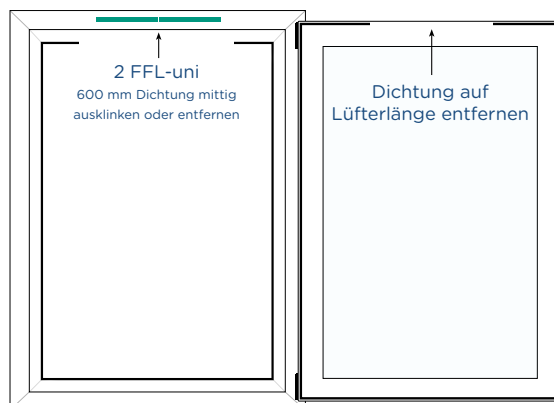 2 FFL-uni
600 mm Dichtung mittig
ausklinken oder entfernen
Dichtung auf
Lüfterlänge entfernen